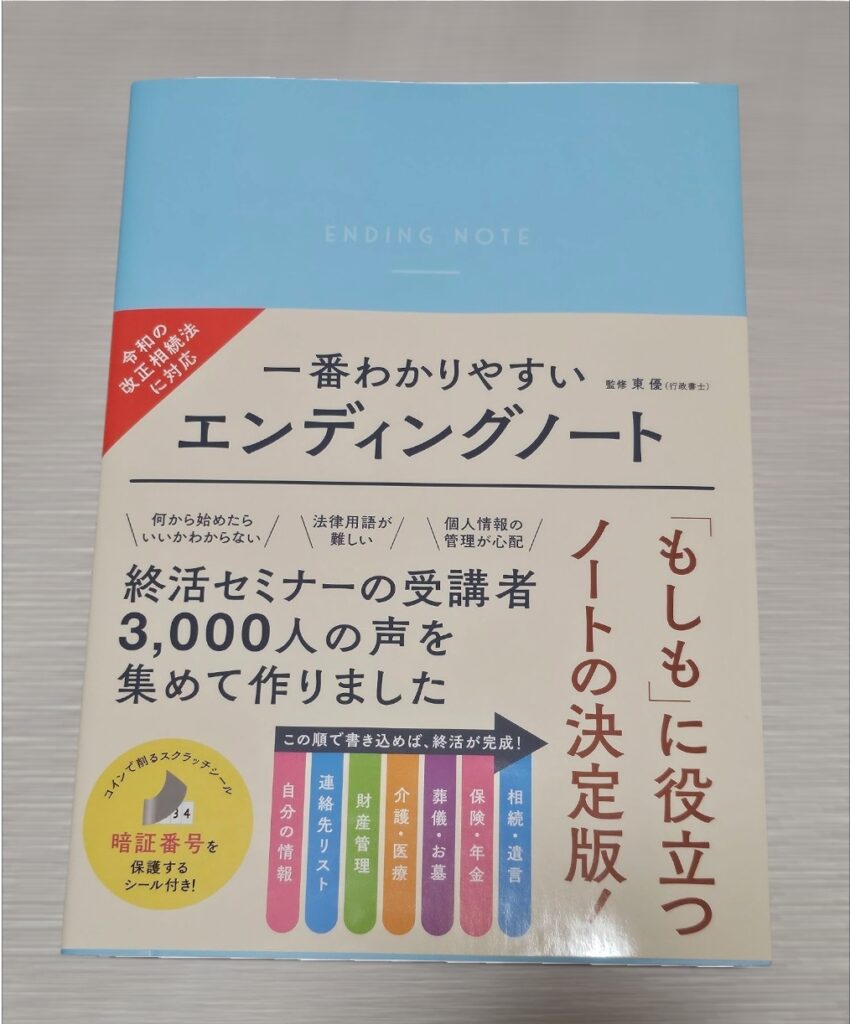 ENDING NOTE
令和の
改正相続法
に対応
一番わかりやすい
監修 東 優(行政書士)
エンディングノート
何から始めたら
いいかわからない
法律用語が
難しい
個人情報の
管理が心配
終活セミナーの受講者
3,000人の声を
集めて作りました
「もしも」に役立つ
ノートの決定版!
コインで削るスクラッチシール
34
暗証番号を
保護する
シール付き!
この順で書き込めば、終活が完成!
自分の情報
連絡先リスト
財産管理
介護・医療
葬儀・お墓
保険・年金
相続・遺言